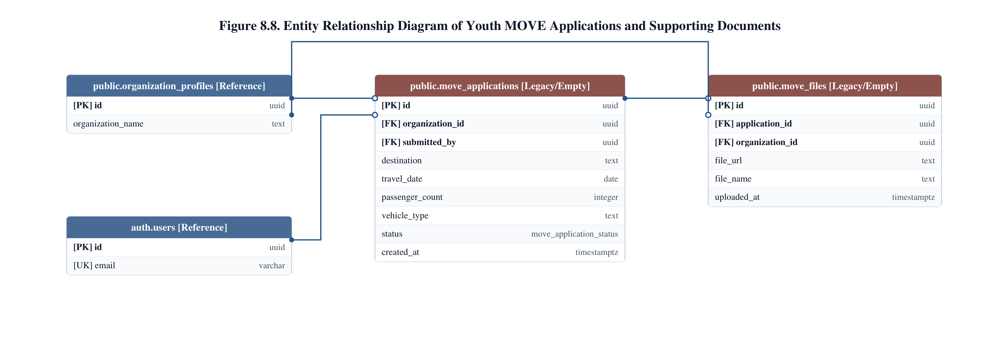 Figure 8.8. Entity Relationship Diagram of Youth MOVE Applications and Supporting Documents
public.organization_profiles [Reference]
[PK] id uuid
organization_name text
auth.users [Reference]
[PK] id uuid
[UK] email varchar
public.move_applications [Legacy/Empty]
[PK] id uuid
[FK] organization_id uuid
[FK] submitted_by uuid
destination text
travel_date date
passenger_count integer
vehicle_type text
status move_application_status
created_at timestamptz
public.move_files [Legacy/Empty]
[PK] id uuid
[FK] application_id uuid
[FK] organization_id uuid
file_url text
file_name text
uploaded_at timestamptz